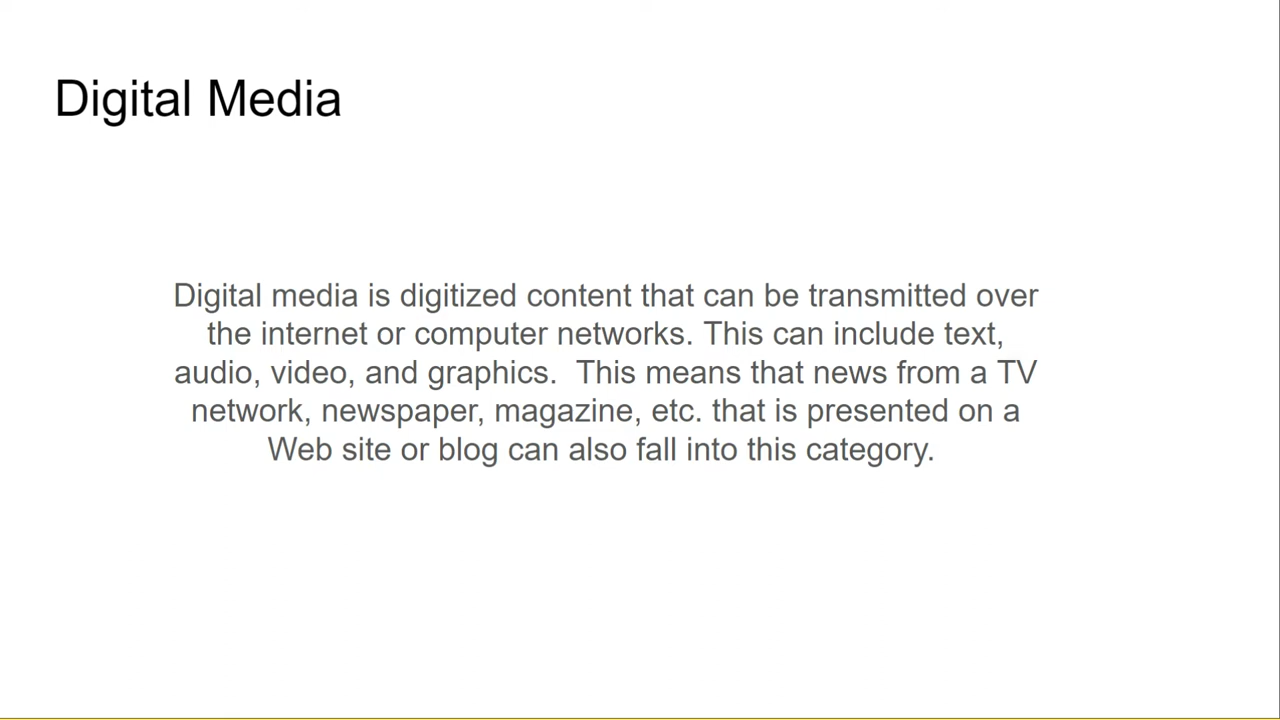 Digital Media
Digital media is digitized content that can be transmitted over
the internet or computer networks. This can include text,
audio, video, and graphics.  This means that news from a TV
network, newspaper, magazine, etc. that is presented on a
Web site or blog can also fall into this category.